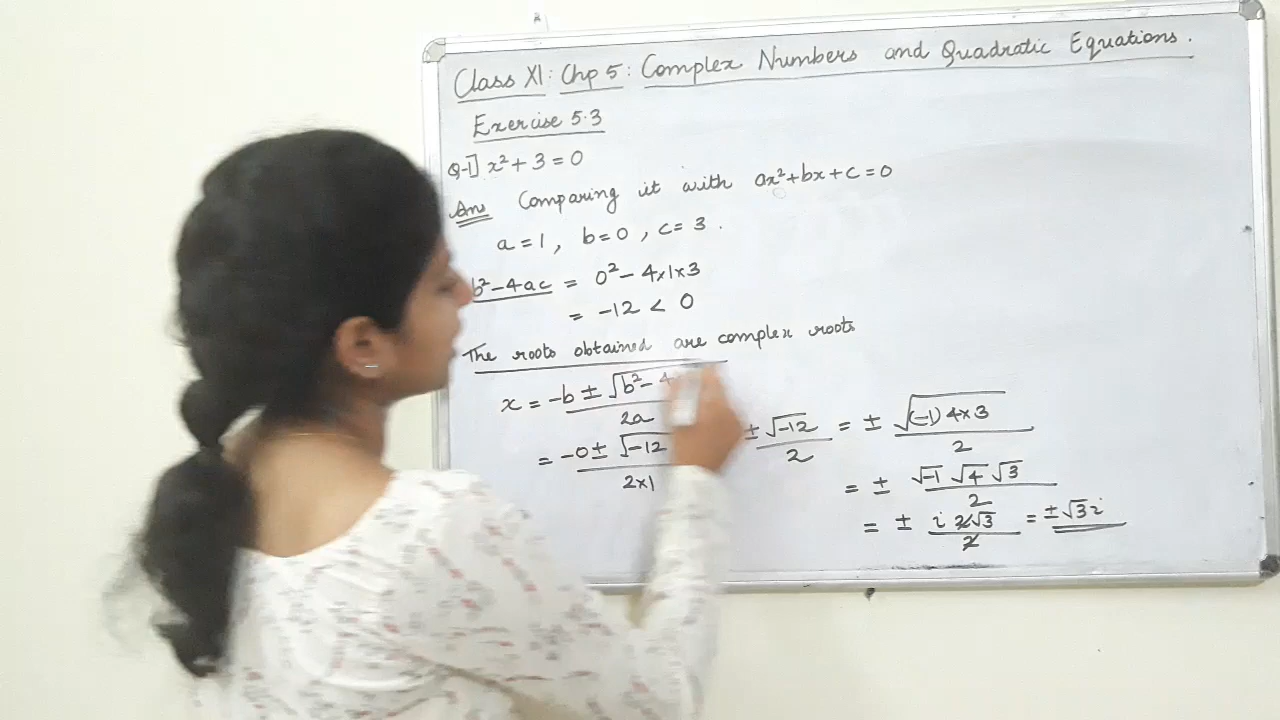 Class XI: Chp 5: Complex Numbers and Quadratic Equations.
Exercise 5.3
Q-1] x² + 3 = 0
Ans Comparing it with ax² + bx + c = 0
a = 1, b = 0, c = 3.
b² - 4ac = 0² - 4×1×3
= -12 < 0
The roots obtained are complex roots
x = -b ± √b² - 4
2a
= -0 ± √-12
2×1
± √-12
2
= ± √(-1) 4×3
2
= ± √-1 √4 √3
2
= ± i 2√3
2
= ± √3 i